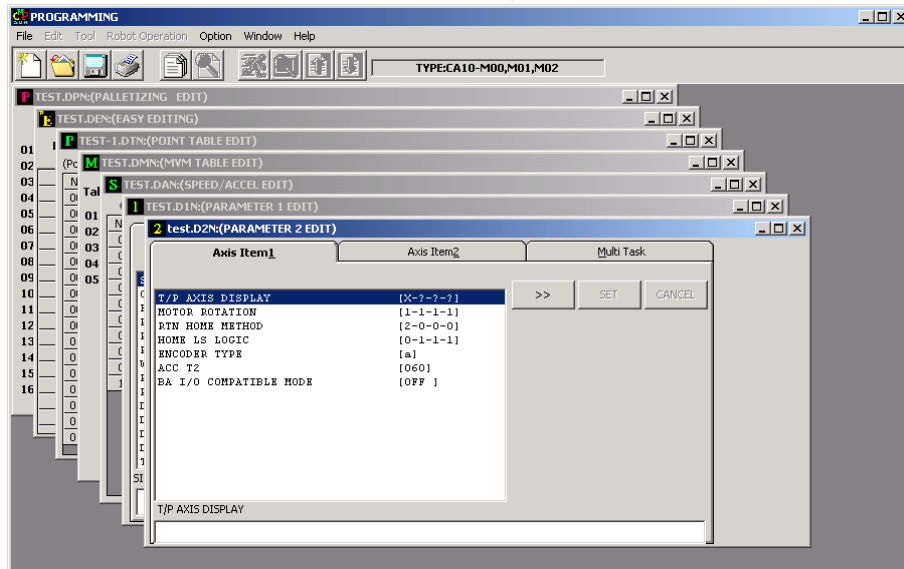 PROGRAMMING
File Edit Tool Robot Operation Option Window Help
TYPE:CA10-M00,M01,M02
TEST.DPN:(PALLETIZING EDIT)
TEST.DEN:(EASY EDITING)
TEST-1.DTN:(POINT TABLE EDIT)
TEST.DMN:(MVM TABLE EDIT)
TEST.DAN:(SPEED/ACCEL EDIT)
TEST.D1N:(PARAMETER 1 EDIT)
test.D2N:(PARAMETER 2 EDIT)
Axis Item1 Axis Item2 Multi Task
>> SET CANCEL
T/P AXIS DISPLAY [X-?-?-?]
MOTOR ROTATION [1-1-1-1]
RTN HOME METHOD [2-0-0-0]
HOME LS LOGIC [0-1-1-1]
ENCODER TYPE [a]
ACC T2 [060]
BA I/O COMPATIBLE MODE [OFF ]
T/P AXIS DISPLAY
01
02
03
04
05
06
07
08
09
10
11
12
13
14
15
16
01
02
03
04
05